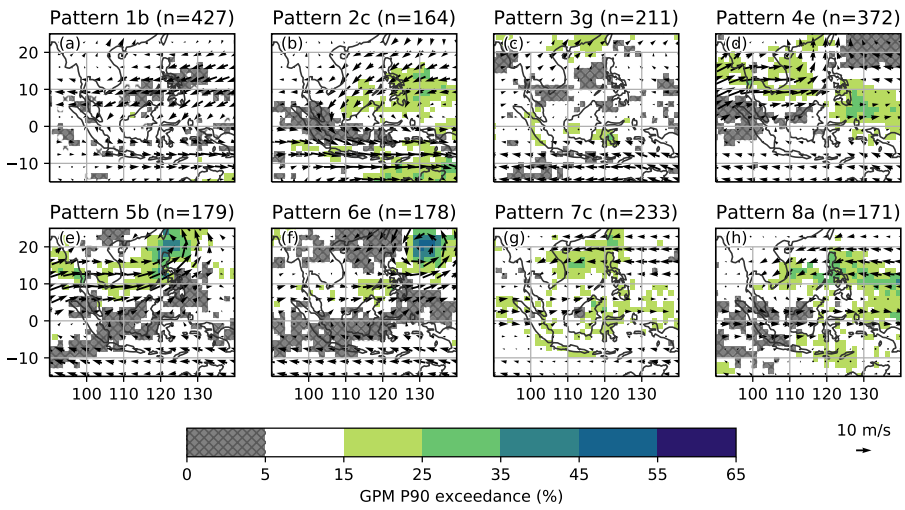 Pattern 1b (n=427)
Pattern 2c (n=164)
Pattern 3g (n=211)
Pattern 4e (n=372)
(a)
(b)
(c)
(d)
20
10
0
−10
Pattern 5b (n=179)
Pattern 6e (n=178)
Pattern 7c (n=233)
Pattern 8a (n=171)
(e)
(f)
(g)
(h)
20
10
0
−10
100 110 120 130
100 110 120 130
100 110 120 130
100 110 120 130
10 m/s
0 5 15 25 35 45 55 65
GPM P90 exceedance (%)